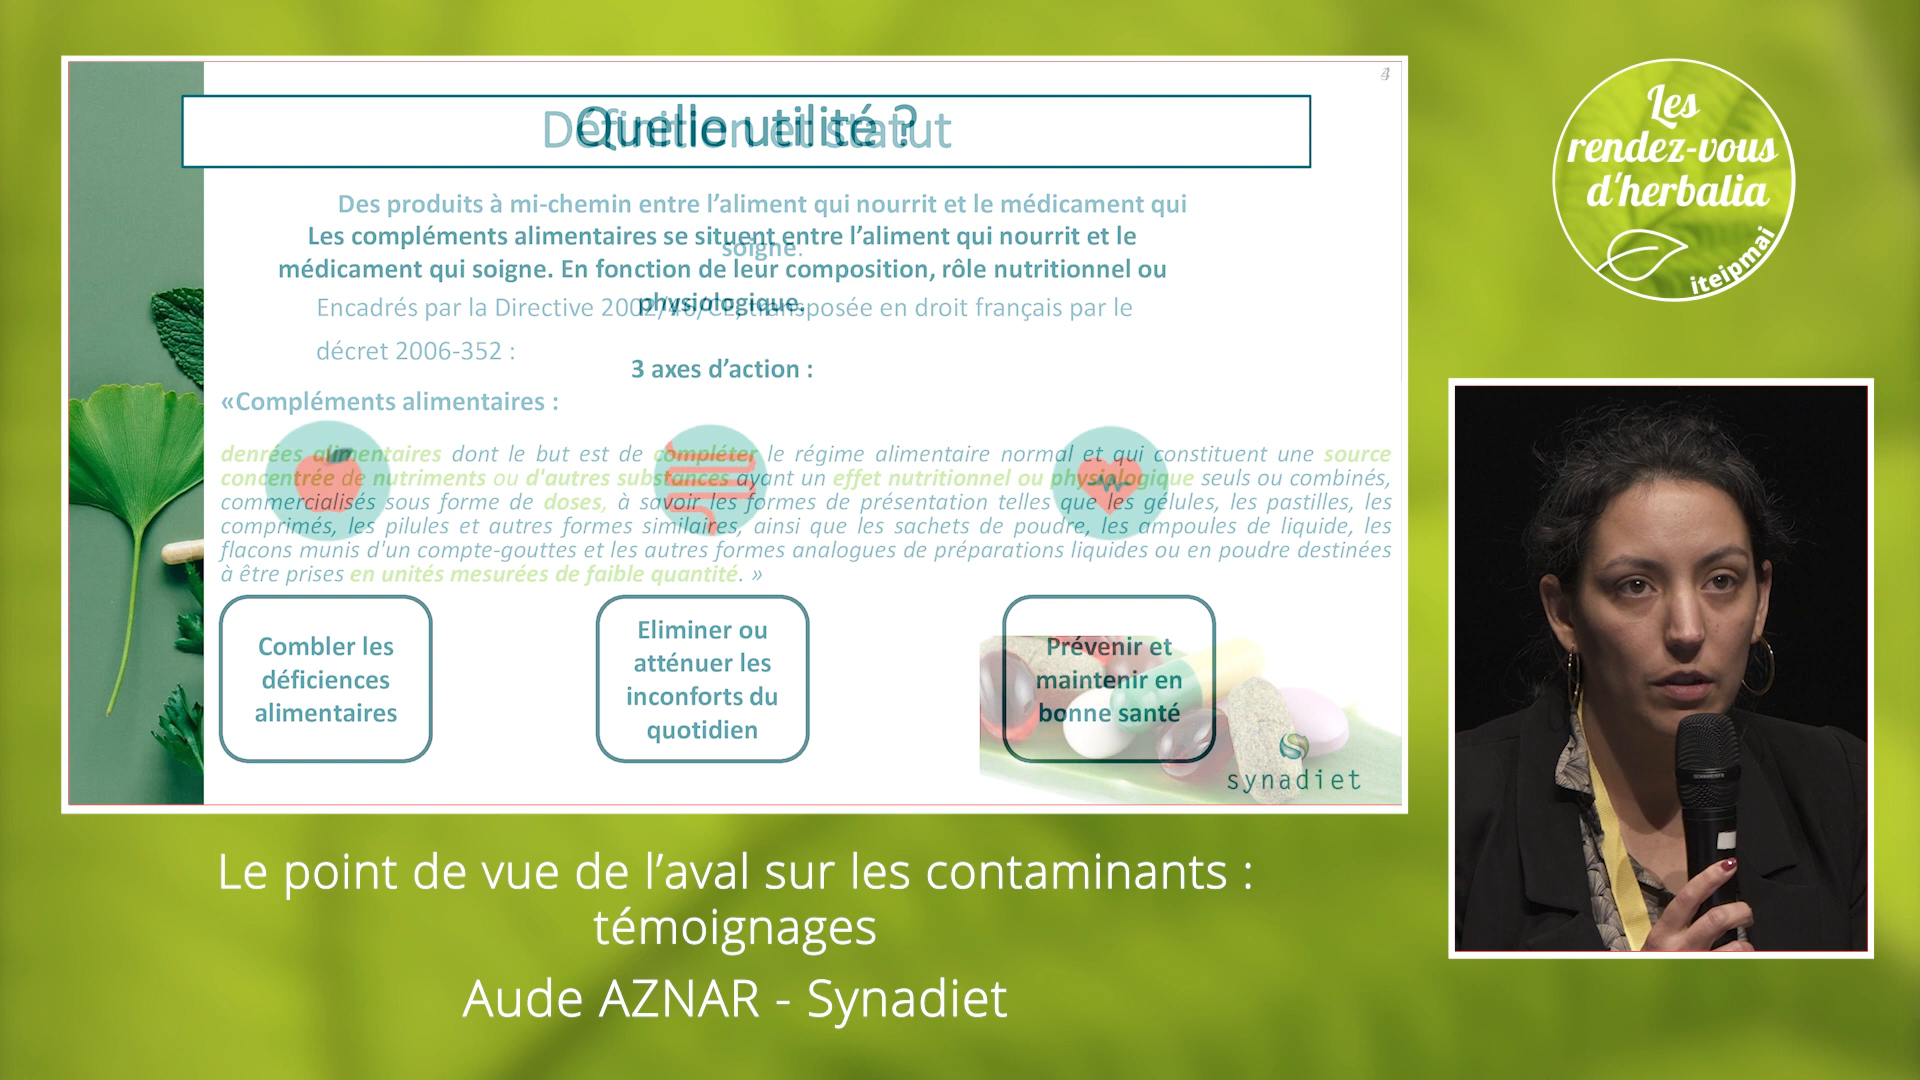 4
Définition et statut
Quelle utilité ?
Des produits à mi-chemin entre l’aliment qui nourrit et le médicament qui
soigne.
Les compléments alimentaires se situent entre l’aliment qui nourrit et le
médicament qui soigne. En fonction de leur composition, rôle nutritionnel ou
physiologique.
Encadrés par la Directive 2002/46/CE, transposée en droit français par le
décret 2006-352 :
3 axes d’action :
«Compléments alimentaires :
denrées alimentaires dont le but est de compléter le régime alimentaire normal et qui constituent une source
concentrée de nutriments ou d'autres substances ayant un effet nutritionnel ou physiologique seuls ou combinés,
commercialisés sous forme de doses, à savoir les formes de présentation telles que les gélules, les pastilles, les
comprimés, les pilules et autres formes similaires, ainsi que les sachets de poudre, les ampoules de liquide, les
flacons munis d'un compte-gouttes et les autres formes analogues de préparations liquides ou en poudre destinées
à être prises en unités mesurées de faible quantité. »
Combler les
déficiences
alimentaires
Eliminer ou
atténuer les
inconforts du
quotidien
Prévenir et
maintenir en
bonne santé
synadiet
Les
rendez-vous
d'herbalia
iteipmai
Le point de vue de l’aval sur les contaminants :
témoignages
Aude AZNAR - Synadiet